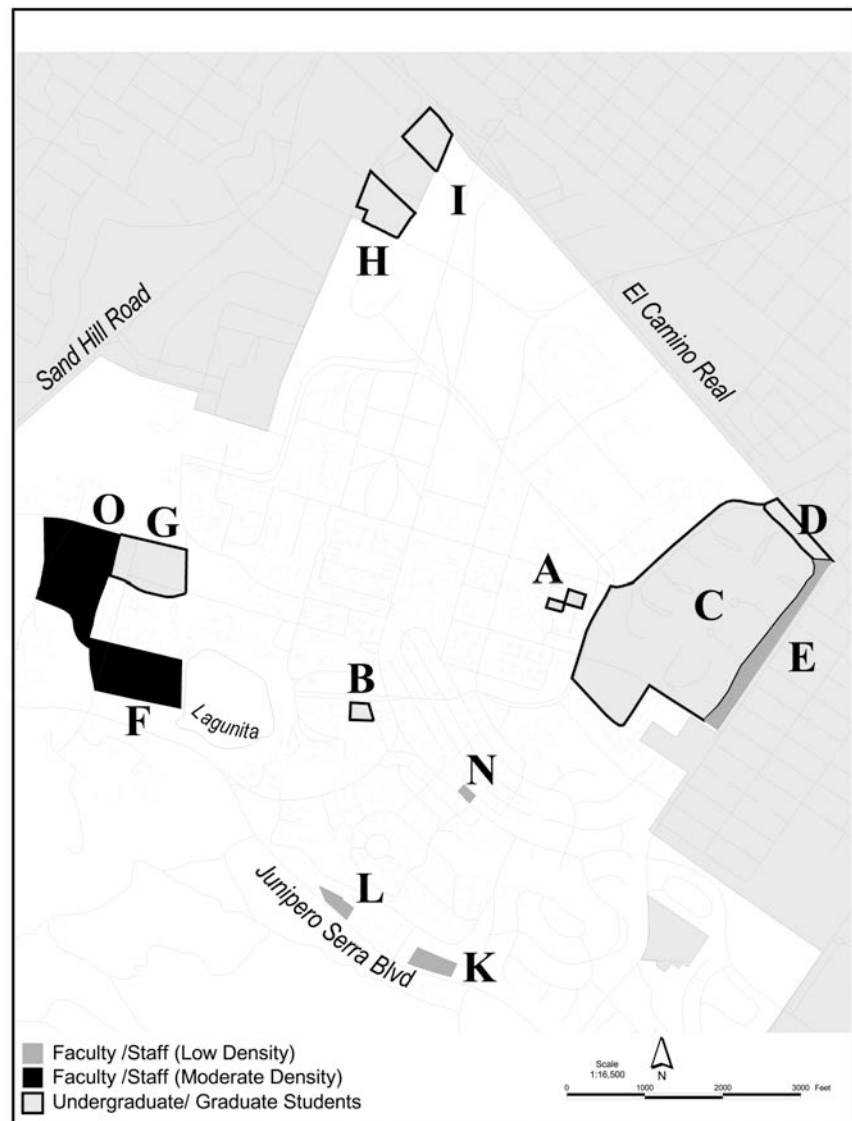 I
H
Sand Hill Road
El Camino Real
O
G
D
A
C
E
B
F
Lagunita
N
L
Junipero Serra Blvd
K
Faculty /Staff (Low Density)
Faculty /Staff (Moderate Density)
Undergraduate/ Graduate Students
Scale
1:16,500
N
0 1000 2000 3000 Feet